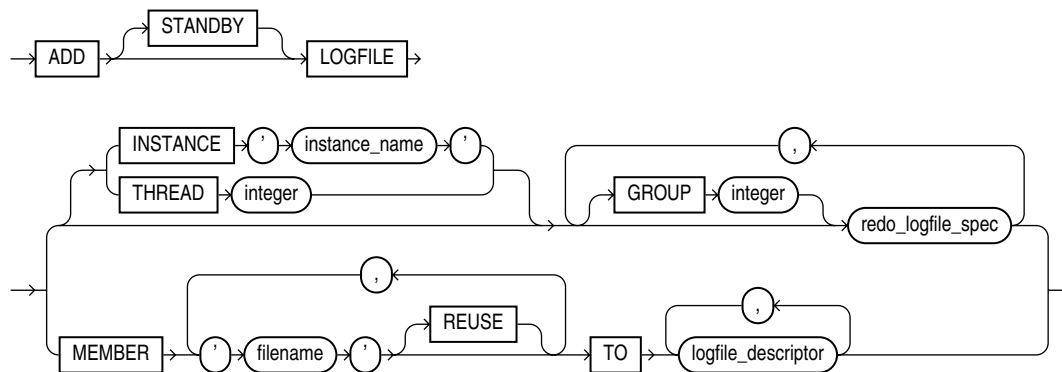 STANDBY
ADD LOGFILE
INSTANCE ' instance_name ' ,
THREAD integer GROUP integer
redo_logfile_spec
, ,
REUSE
MEMBER ' filename ' TO logfile_descriptor